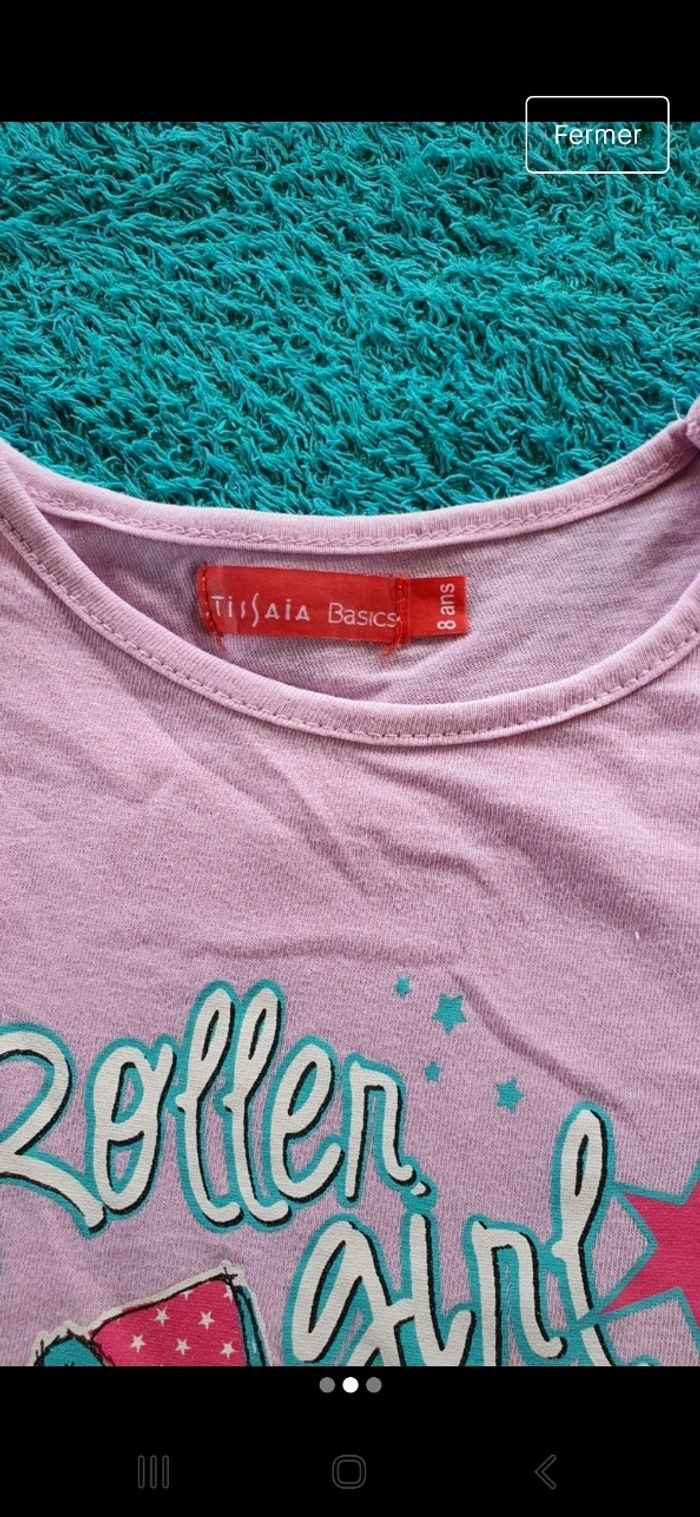 Fermer
Tissaia Basics
8 ans
Roller
girl